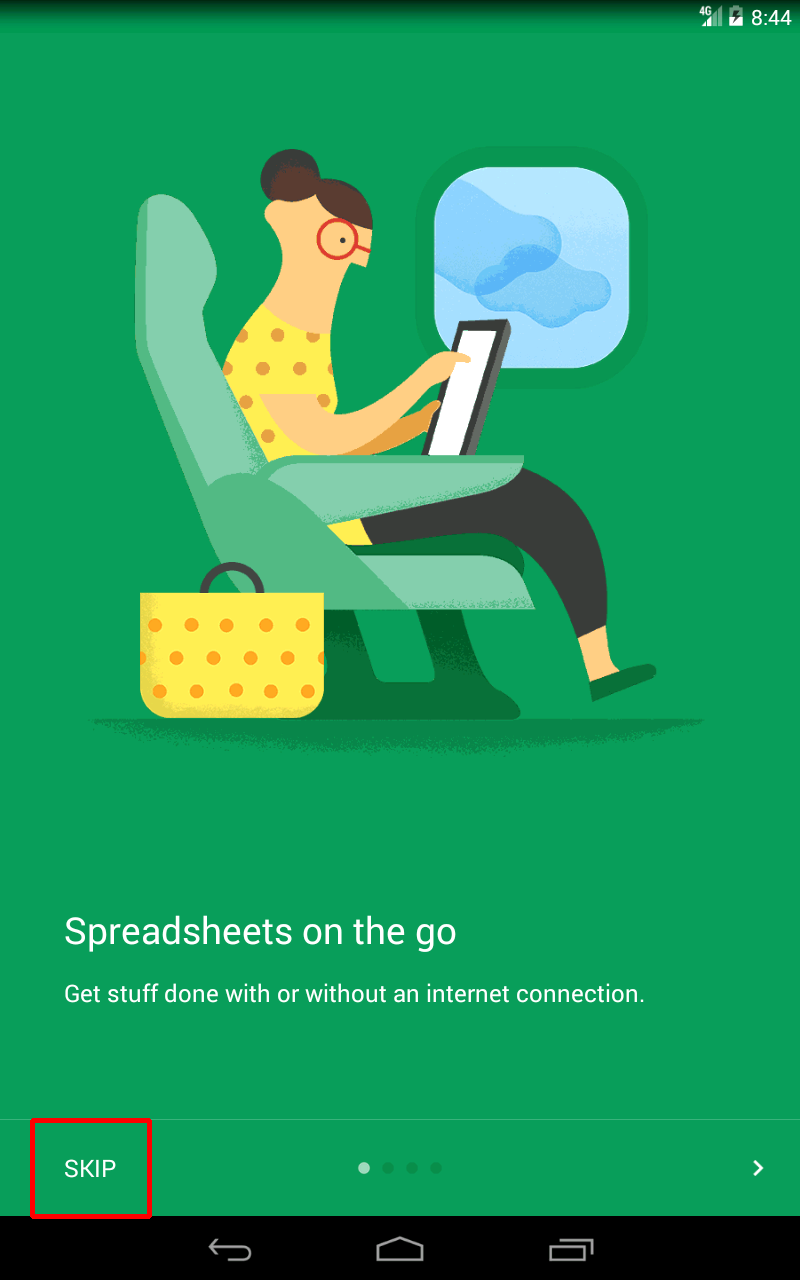 4G 8:44
Spreadsheets on the go
Get stuff done with or without an internet connection.
SKIP